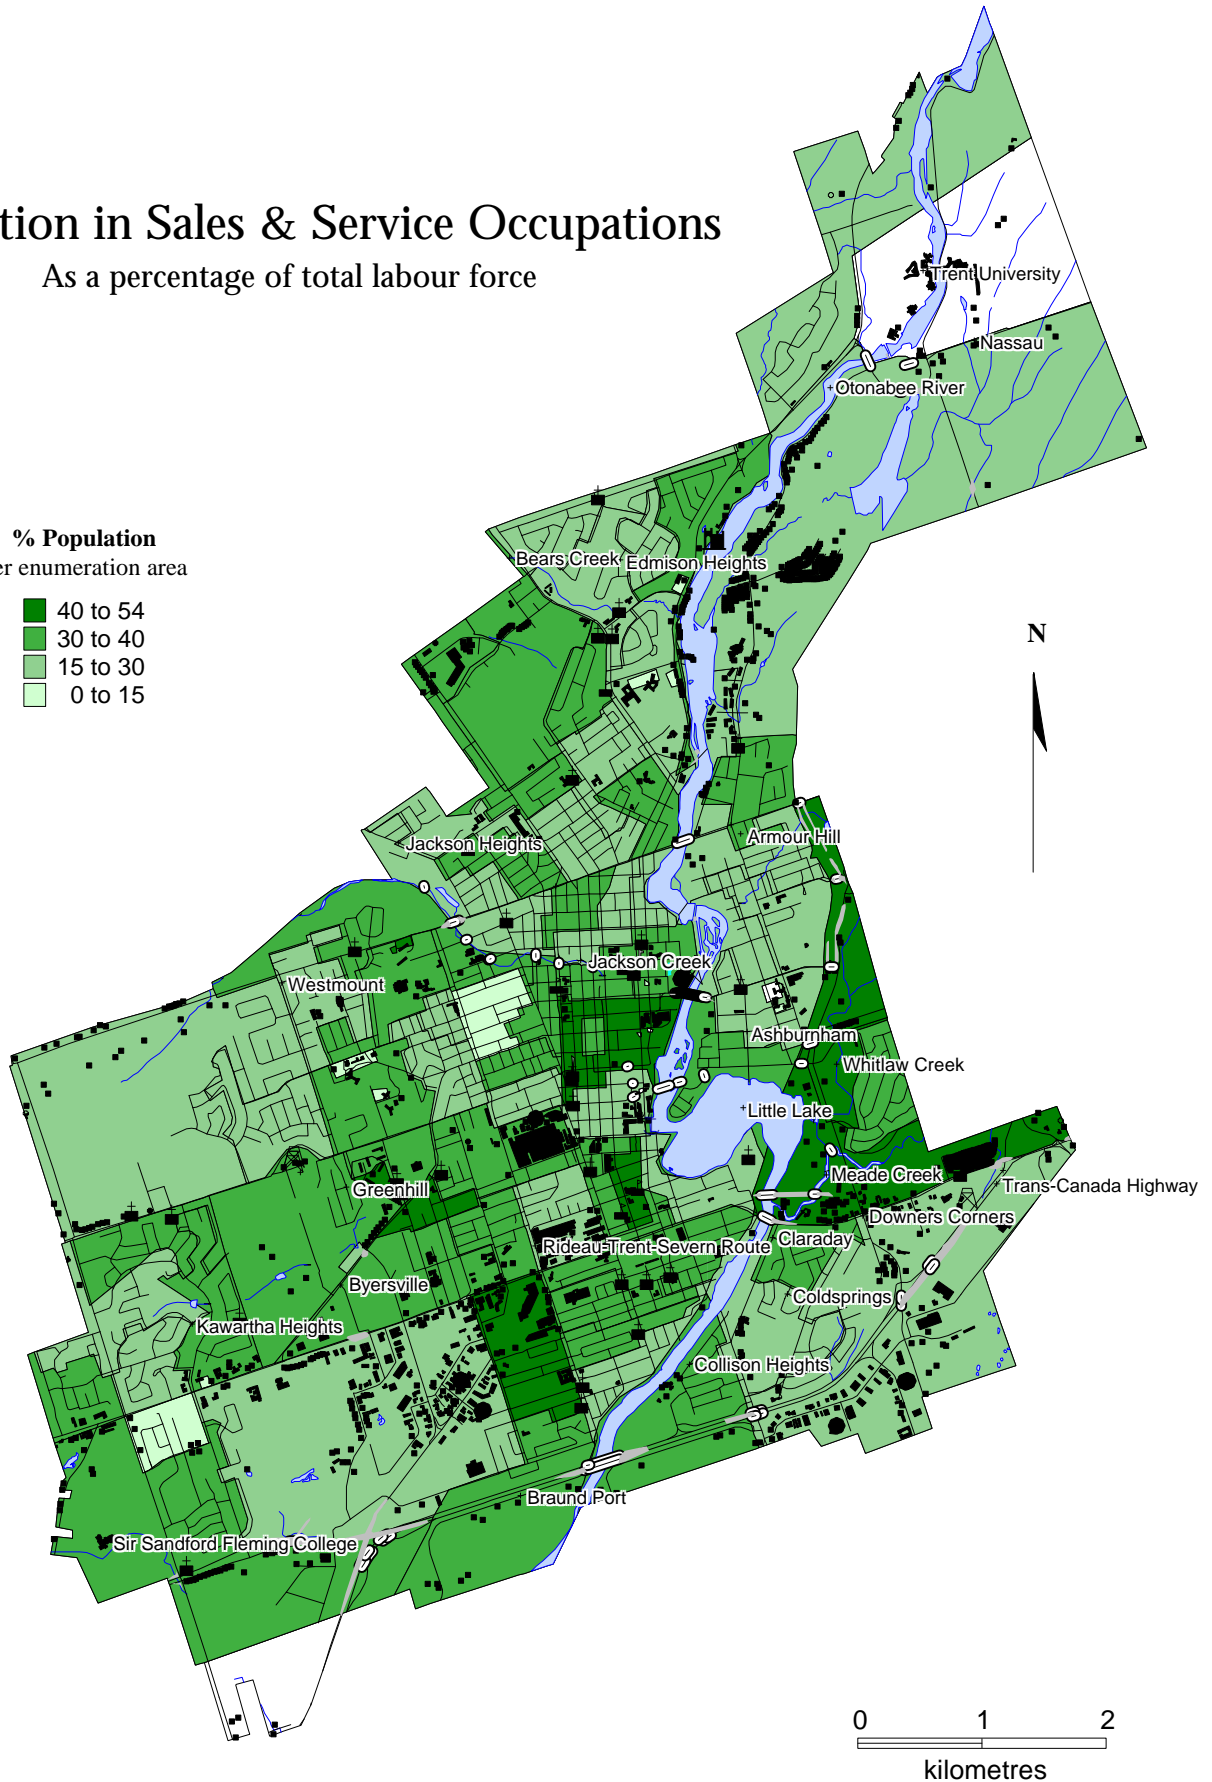 tion in Sales & Service Occupations
As a percentage of total labour force
Trent University
Nassau
Otonabee River
% Population
er enumeration area
40 to 54
30 to 40
15 to 30
0 to 15
Bears Creek
Edmison Heights
N
Armour Hill
Jackson Heights
Jackson Creek
Westmount
Ashburnham
Whitlaw Creek
Little Lake
Meade Creek
Trans-Canada Highway
Greenhill
Downers Corners
Rideau-Trent-Severn Route
Claraday
Byersville
Coldsprings
Kawartha Heights
Collison Heights
Braund Port
Sir Sandford Fleming College
0 1 2
kilometres